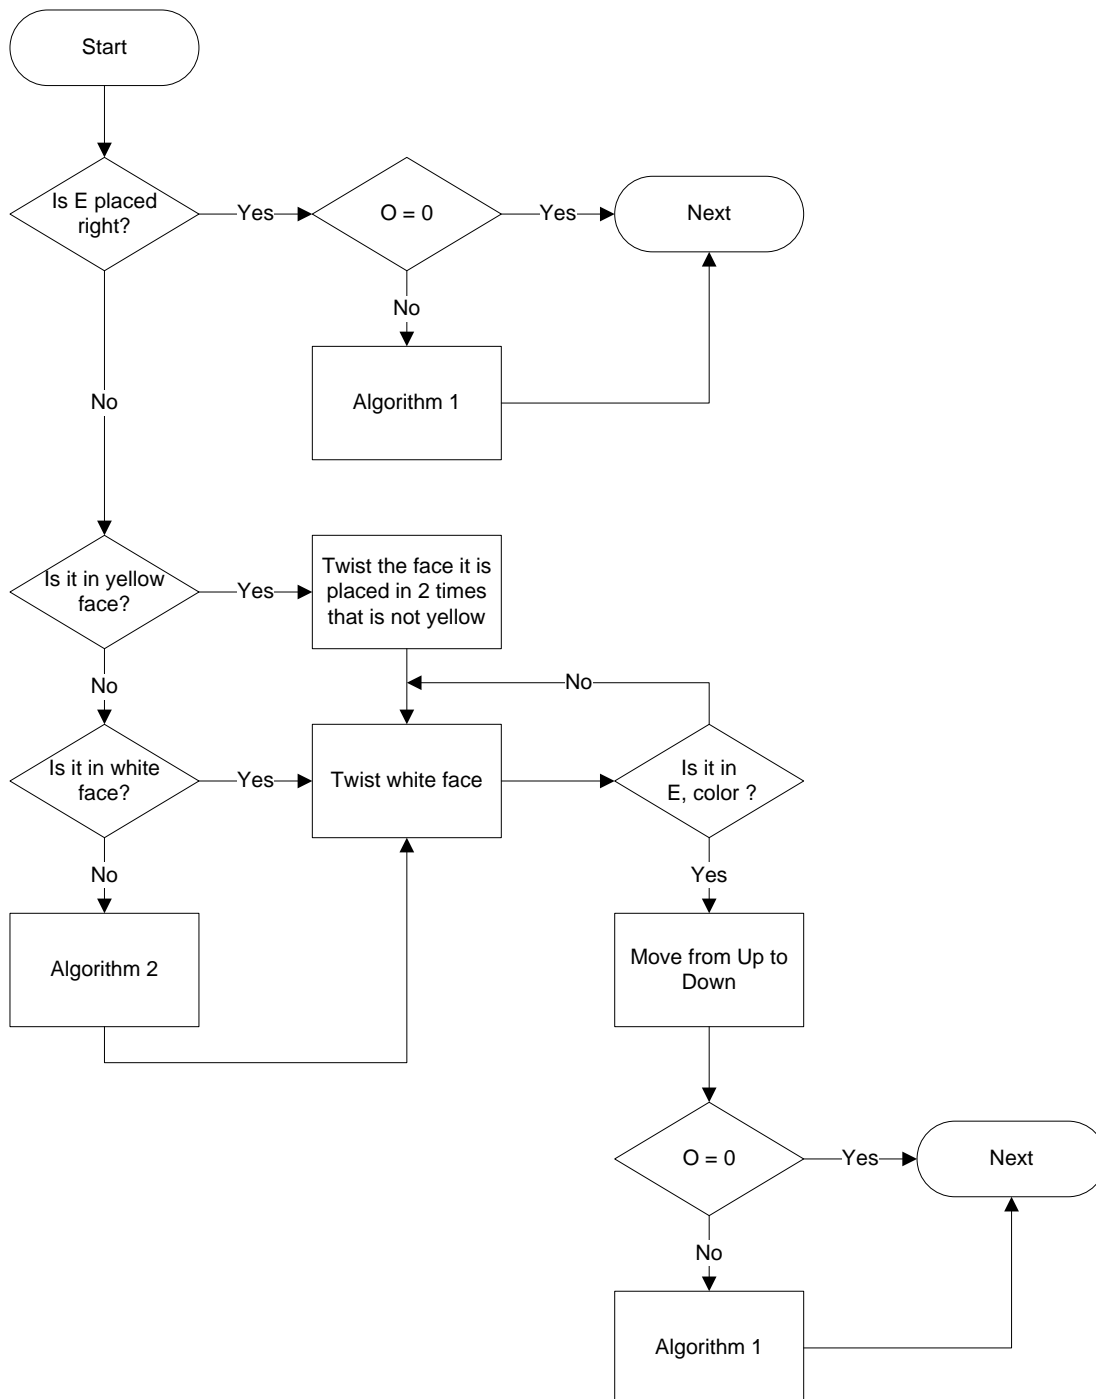 Start
Is E placed
right?
Yes
O = 0
Yes
Next
No
Algorithm 1
No
Is it in yellow
face?
Yes
Twist the face it is
placed in 2 times
that is not yellow
No
No
Is it in white
face?
Yes
Twist white face
Is it in
E, color ?
No
Yes
Algorithm 2
Move from Up to
Down
O = 0
Yes
Next
No
Algorithm 1